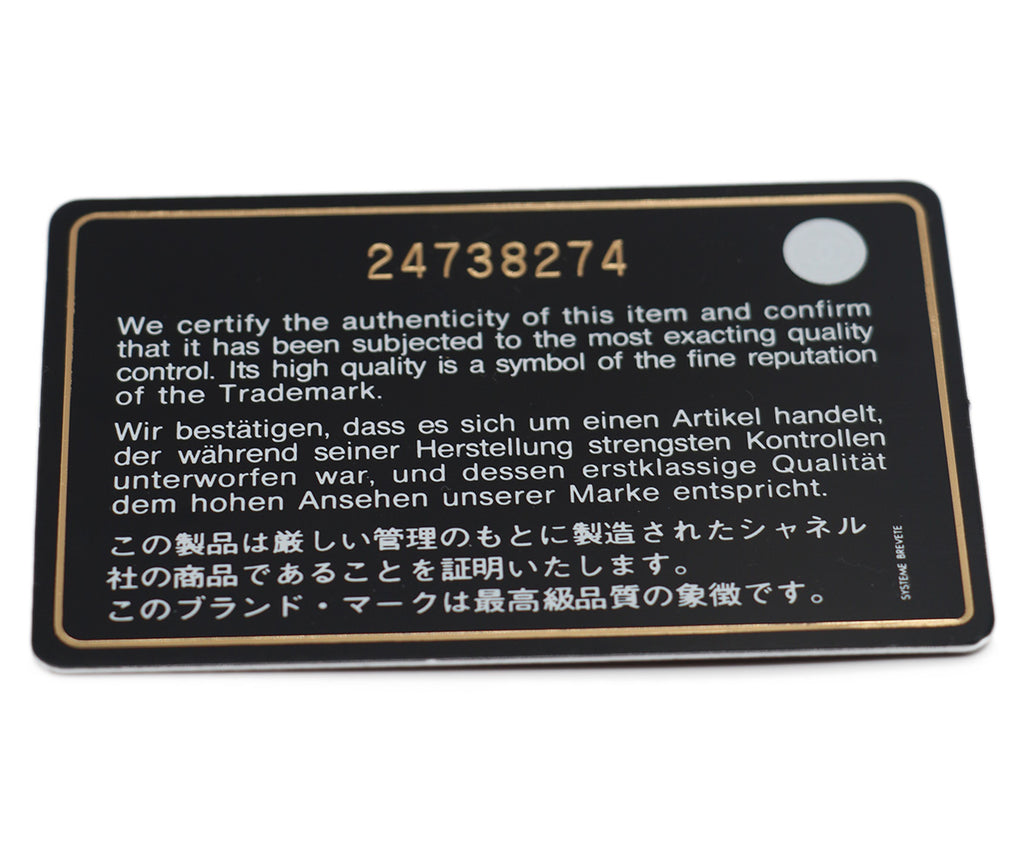 24738274
We certify the authenticity of this item and confirm
that it has been subjected to the most exacting quality
control. Its high quality is a symbol of the fine reputation
of the Trademark.
Wir bestätigen, dass es sich um einen Artikel handelt,
der während seiner Herstellung strengsten Kontrollen
unterworfen war, und dessen erstklassige Qualität
dem hohen Ansehen unserer Marke entspricht.
この製品は厳しい管理のもとに製造されたシャネル
社の商品であることを証明いたします。
このブランド・マークは最高級品質の象徴です。
SYSTEME BREVETE